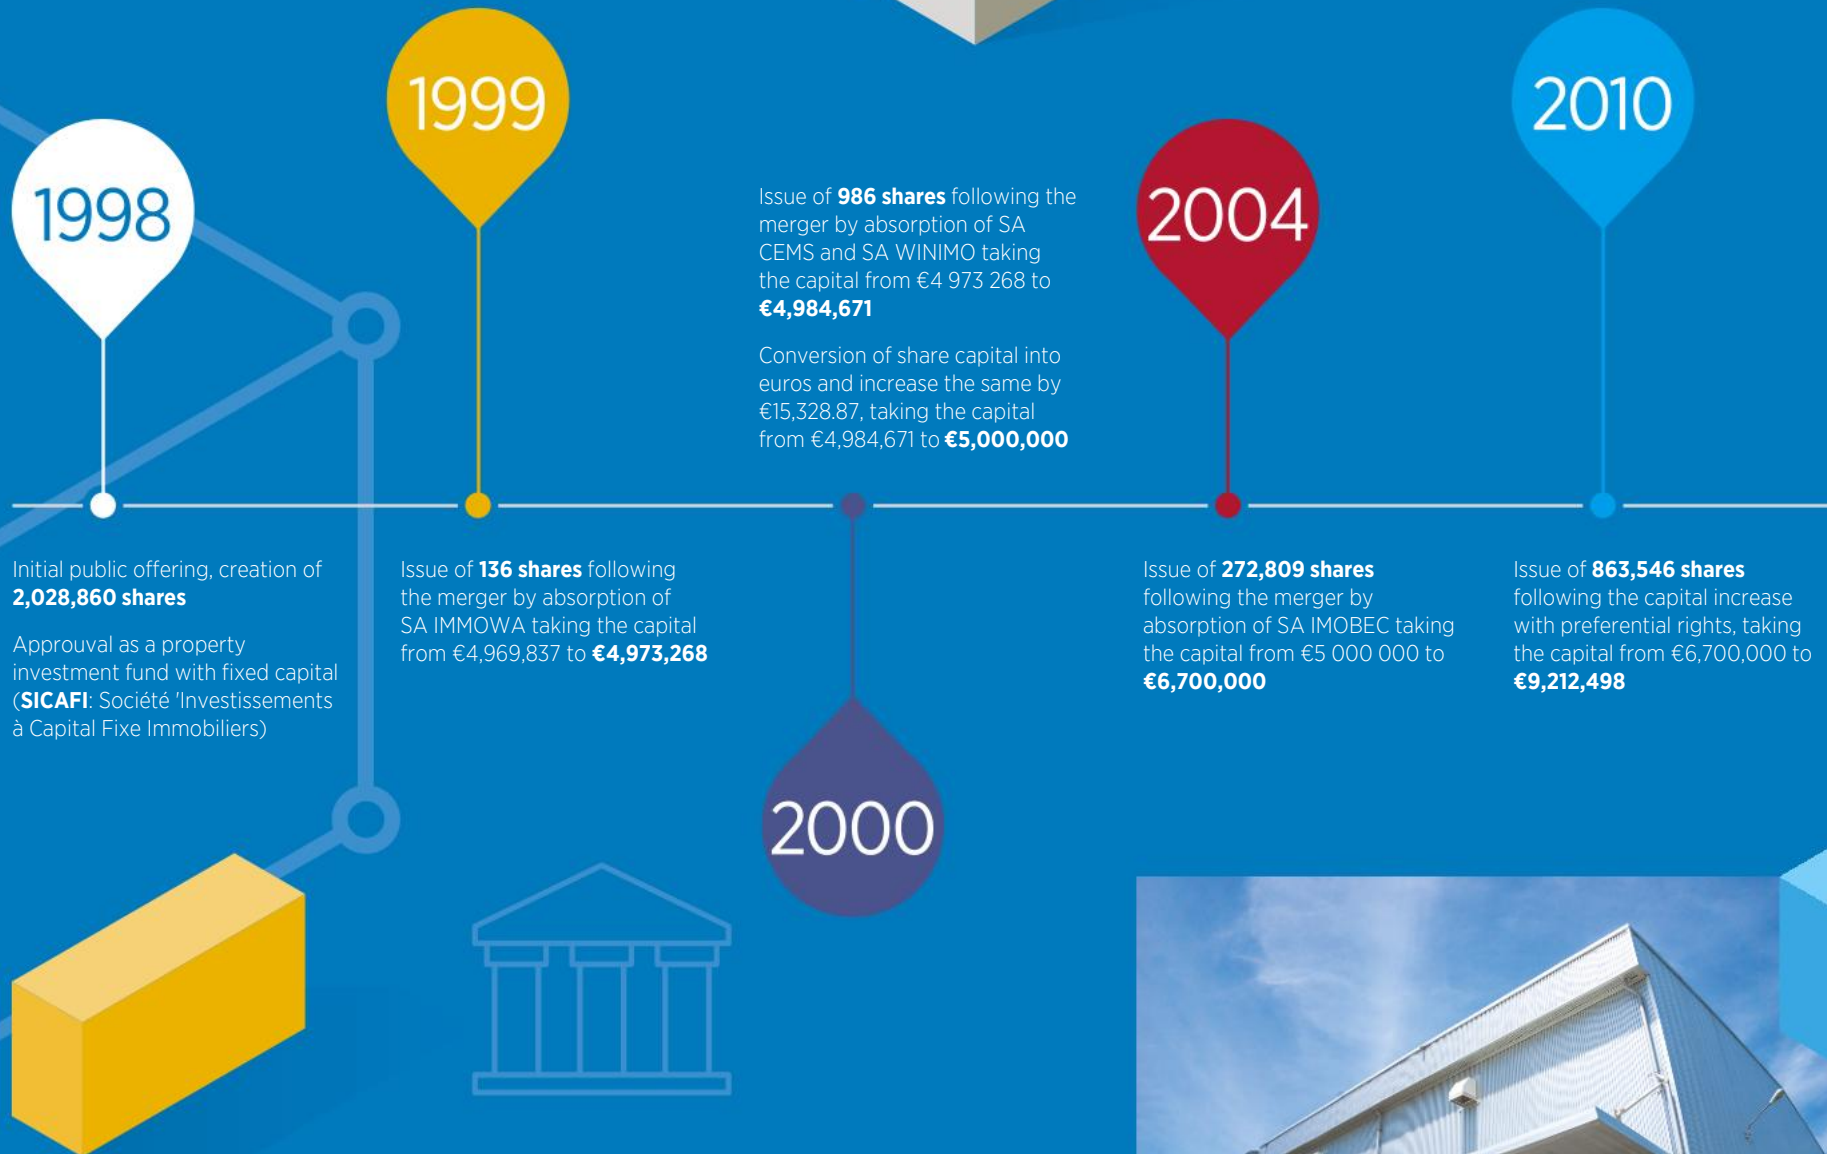 1998
Initial public offering, creation of
2,028,860 shares
Approuval as a property
investment fund with fixed capital
(SICAFI: Société 'Investissements
à Capital Fixe Immobiliers)
1999
Issue of 136 shares following
the merger by absorption of
SA IMMOWA taking the capital
from €4,969,837 to €4,973,268
Issue of 986 shares following the
merger by absorption of SA
CEMS and SA WINIMO taking
the capital from €4 973 268 to
€4,984,671
Conversion of share capital into
euros and increase the same by
€15,328.87, taking the capital
from €4,984,671 to €5,000,000
2000
2004
Issue of 272,809 shares
following the merger by
absorption of SA IMOBEC taking
the capital from €5 000 000 to
€6,700,000
2010
Issue of 863,546 shares
following the capital increase
with preferential rights, taking
the capital from €6,700,000 to
€9,212,498